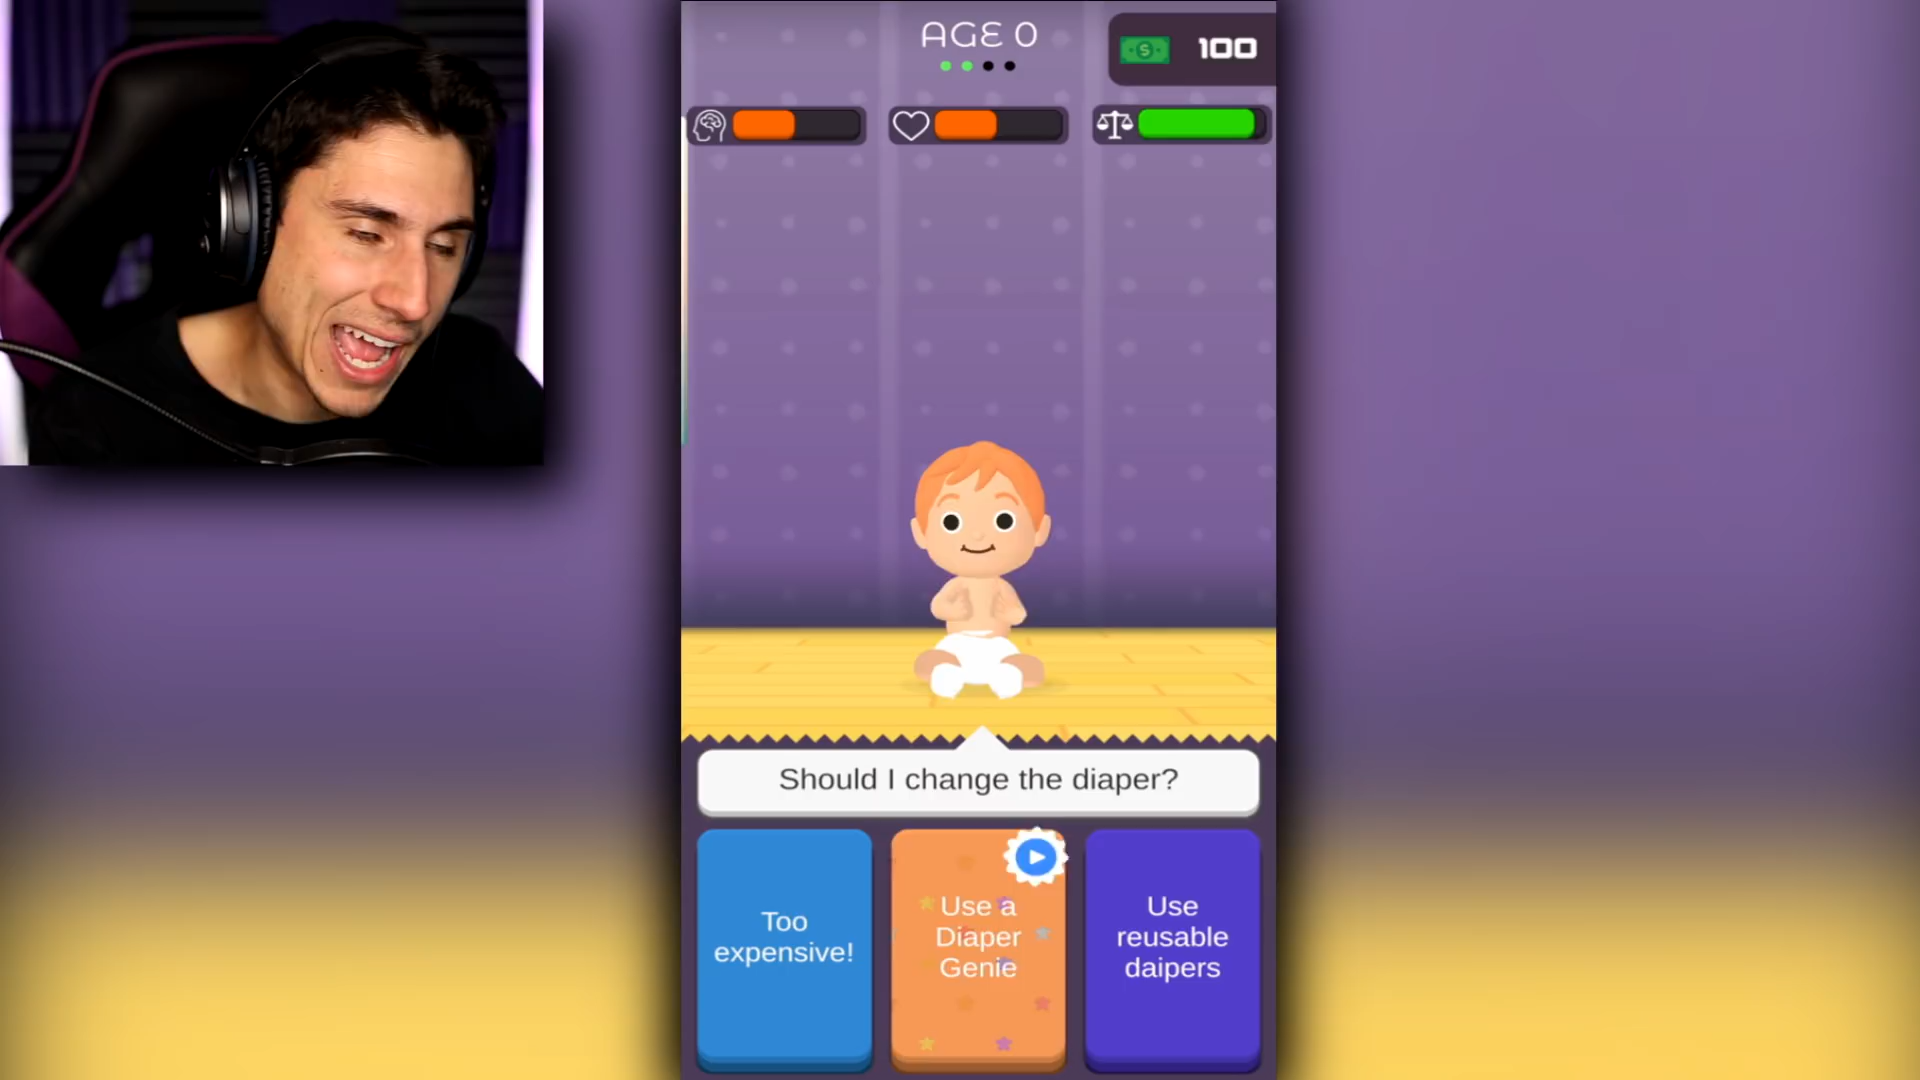 AGE 0
100
Should I change the diaper?
Too
expensive!
Use a
Diaper
Genie
Use
reusable
daipers